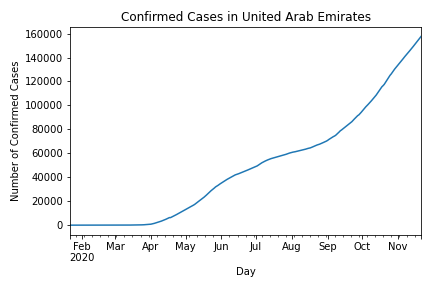 Confirmed Cases in United Arab Emirates
160000
140000
120000
100000
80000
60000
40000
20000
0
Number of Confirmed Cases
Feb Mar Apr May Jun Jul Aug Sep Oct Nov
2020
Day